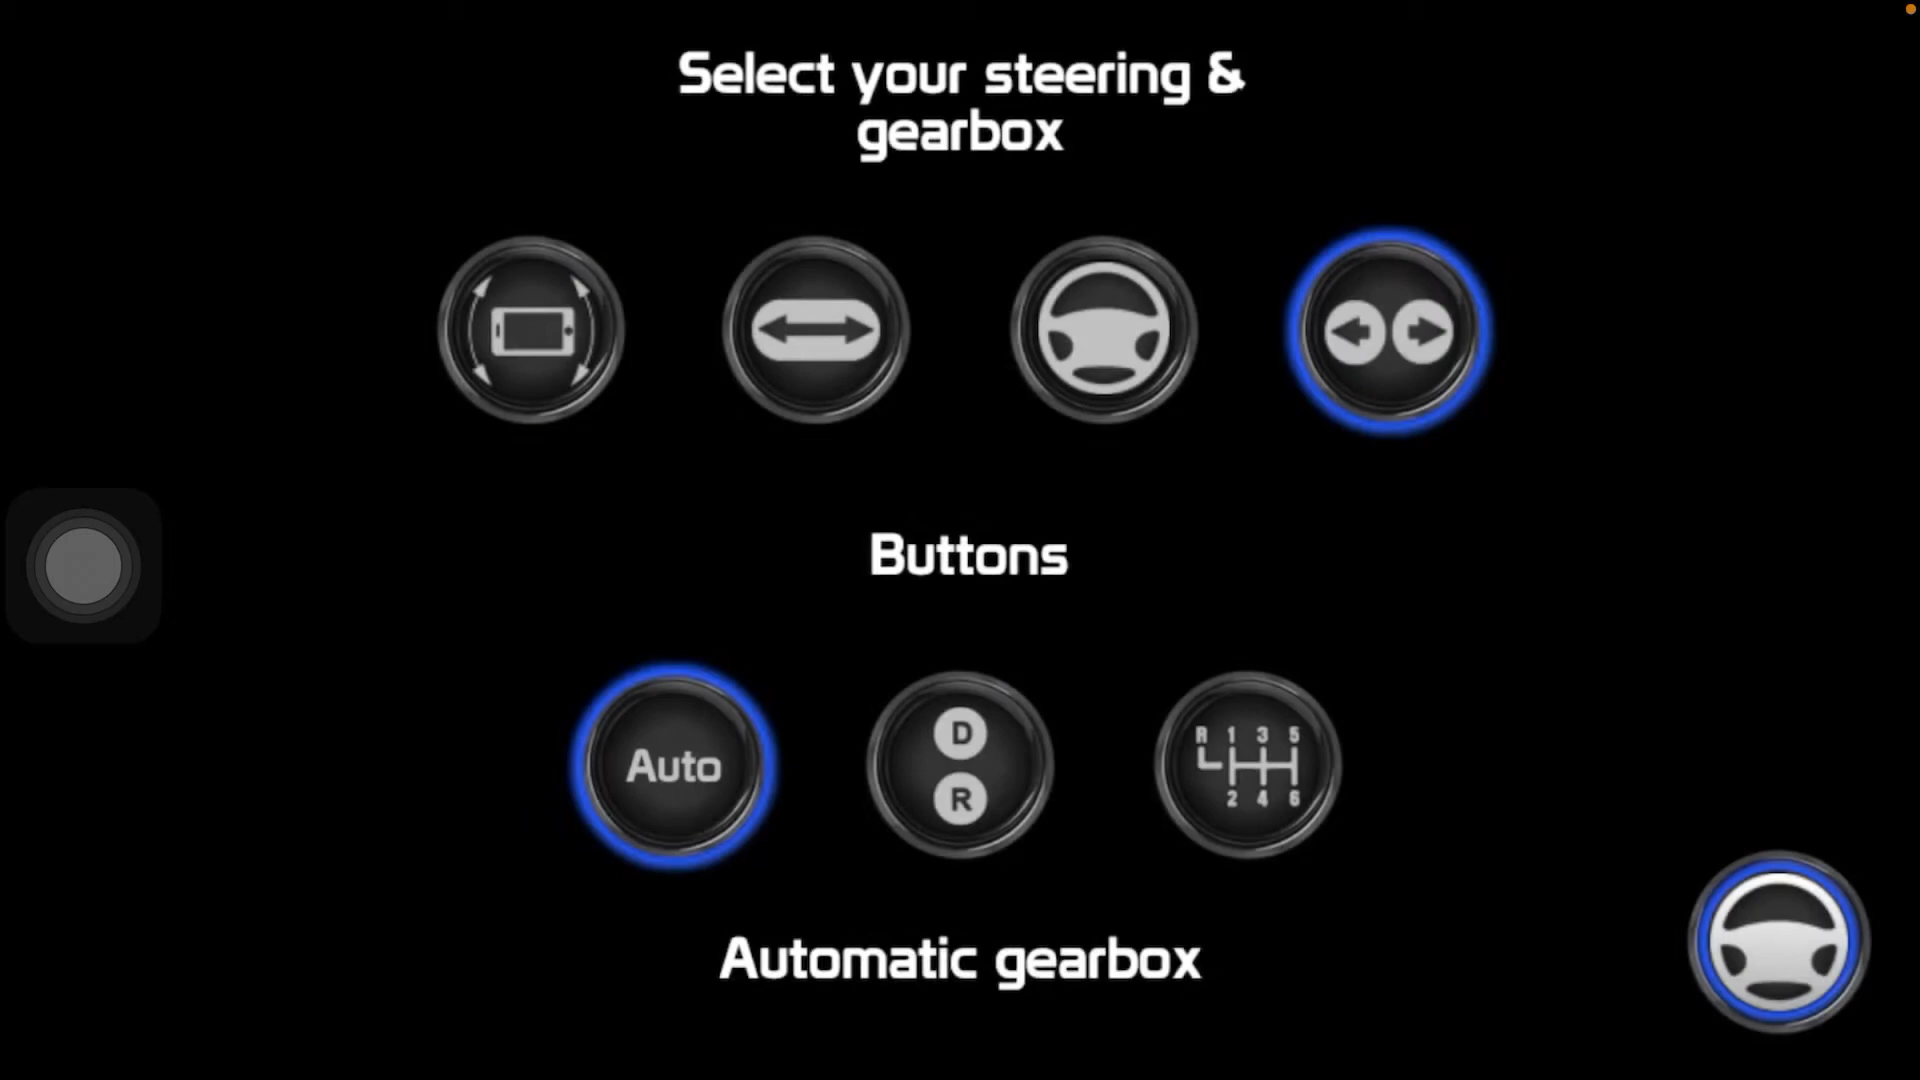 Select your steering &
gearbox
Buttons
Auto
D
R
R 1 3 5
2 4 6
Automatic gearbox